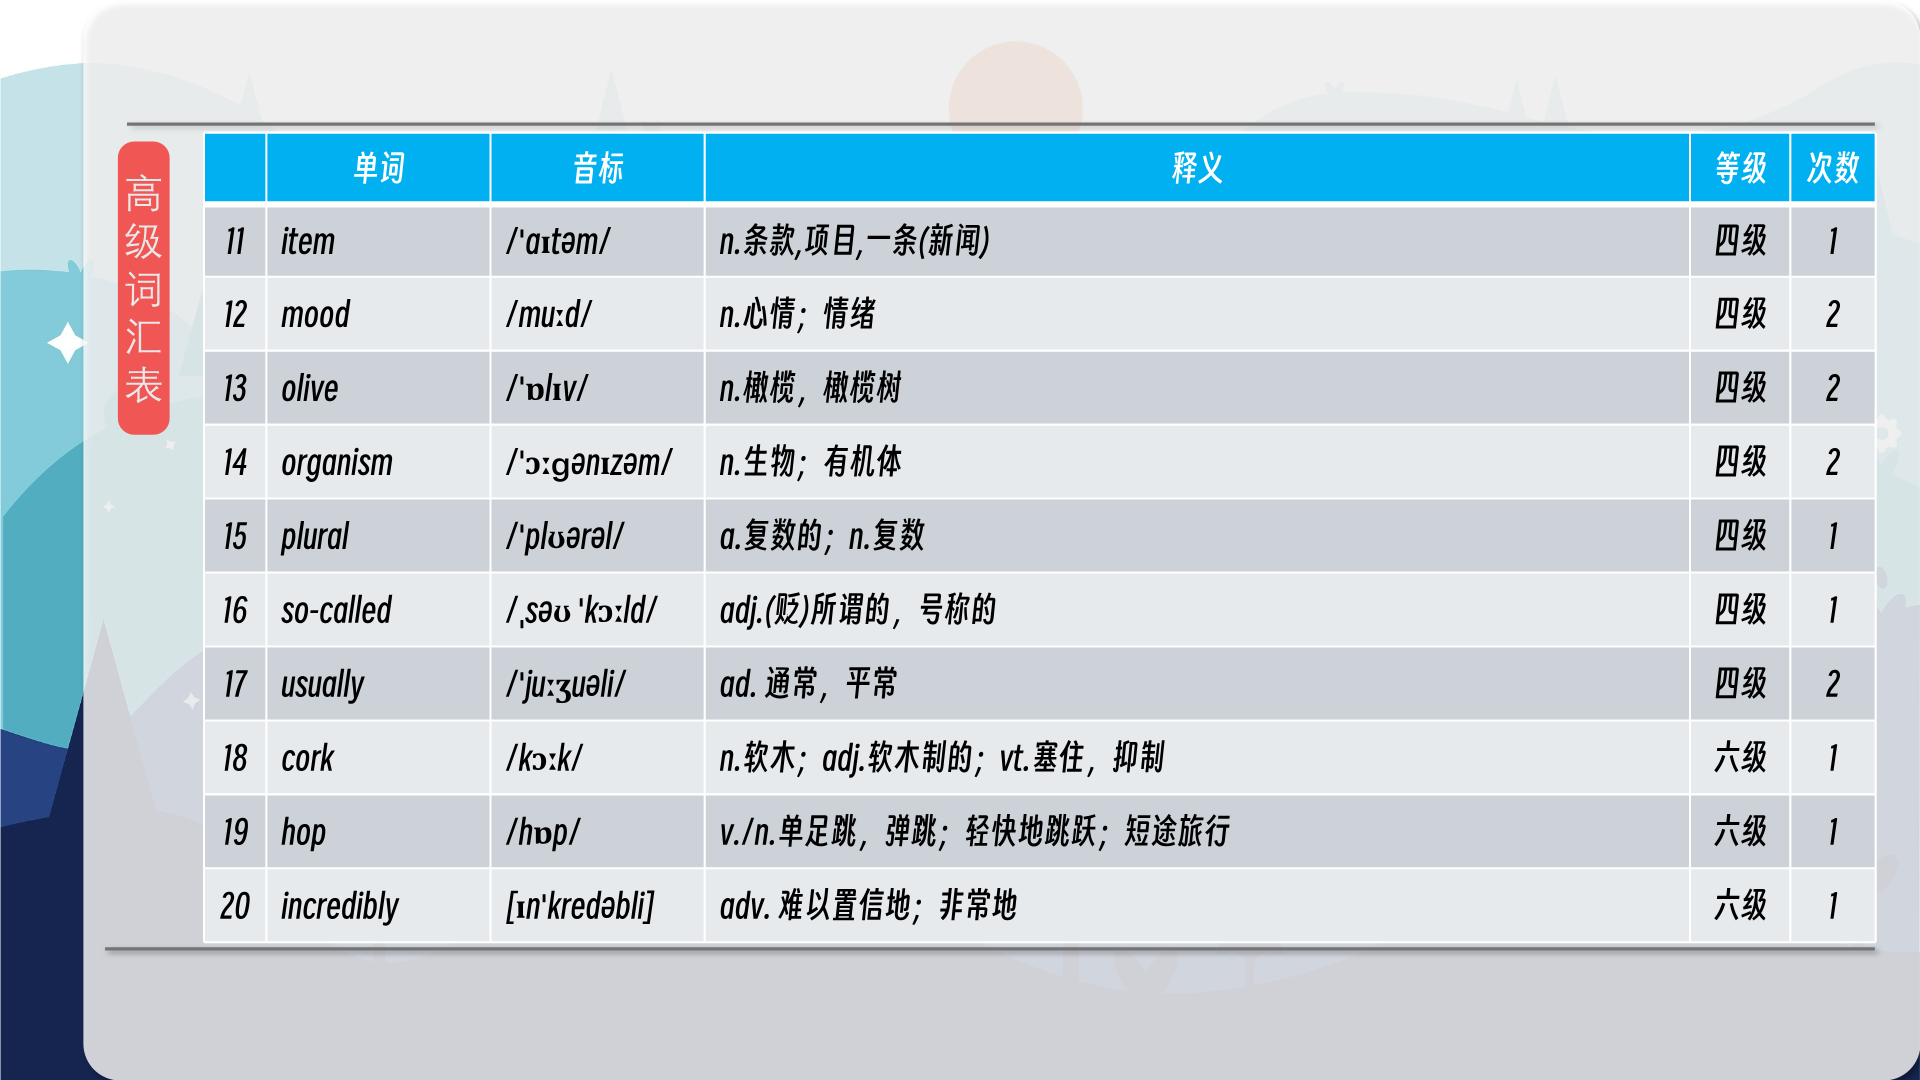 高级词汇表
单词 音标 释义 等级 次数
11 item /'ɑɪtəm/ n.条款,项目,一条(新闻) 四级 1
12 mood /muːd/ n.心情；情绪 四级 2
13 olive /'ɒlɪv/ n.橄榄，橄榄树 四级 2
14 organism /'ɔːgənɪzəm/ n.生物；有机体 四级 2
15 plural /'plʊərəl/ a.复数的；n.复数 四级 1
16 so-called /ˌsəʊ 'kɔːld/ adj.(贬)所谓的，号称的 四级 1
17 usually /'juːʒuəli/ ad. 通常，平常 四级 2
18 cork /kɔːk/ n.软木；adj.软木制的；vt.塞住，抑制 六级 1
19 hop /hɒp/ v./n.单足跳，弹跳；轻快地跳跃；短途旅行 六级 1
20 incredibly [ɪn'kredəbli] adv. 难以置信地；非常地 六级 1